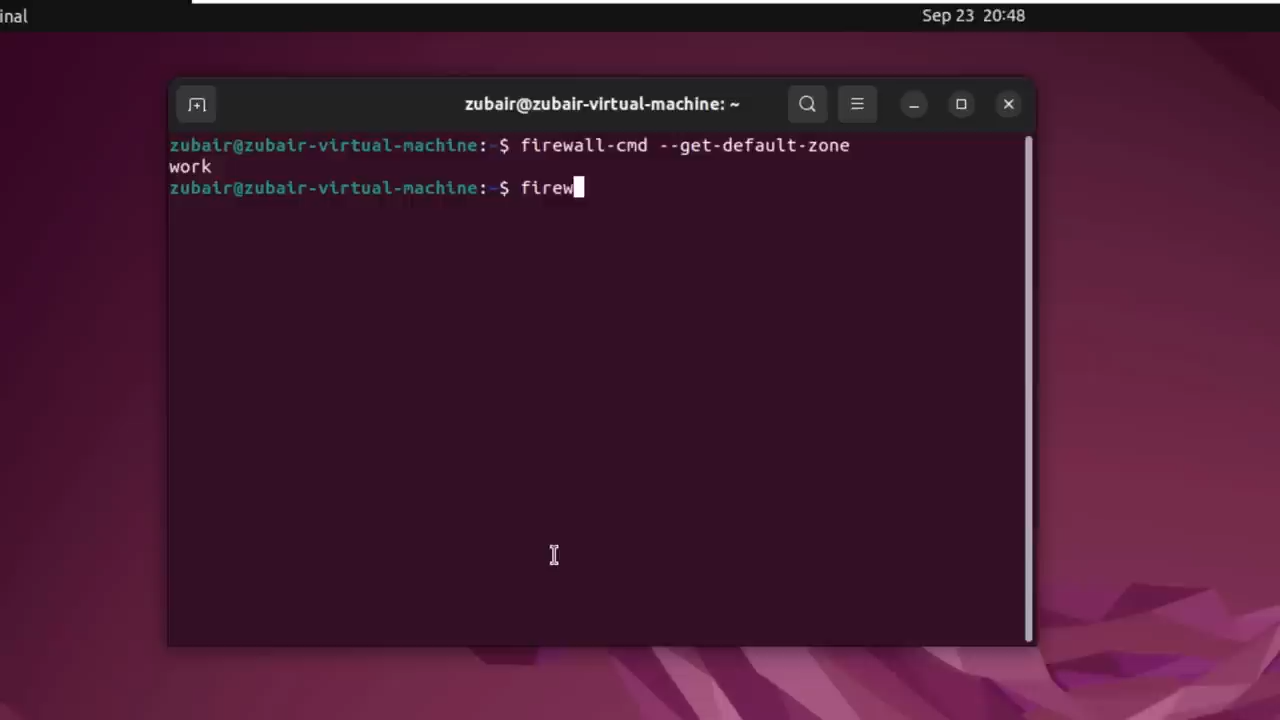 inal
Sep 23 20:48
zubair@zubair-virtual-machine: ~
zubair@zubair-virtual-machine:~$ firewall-cmd --get-default-zone
work
zubair@zubair-virtual-machine:~$ firew